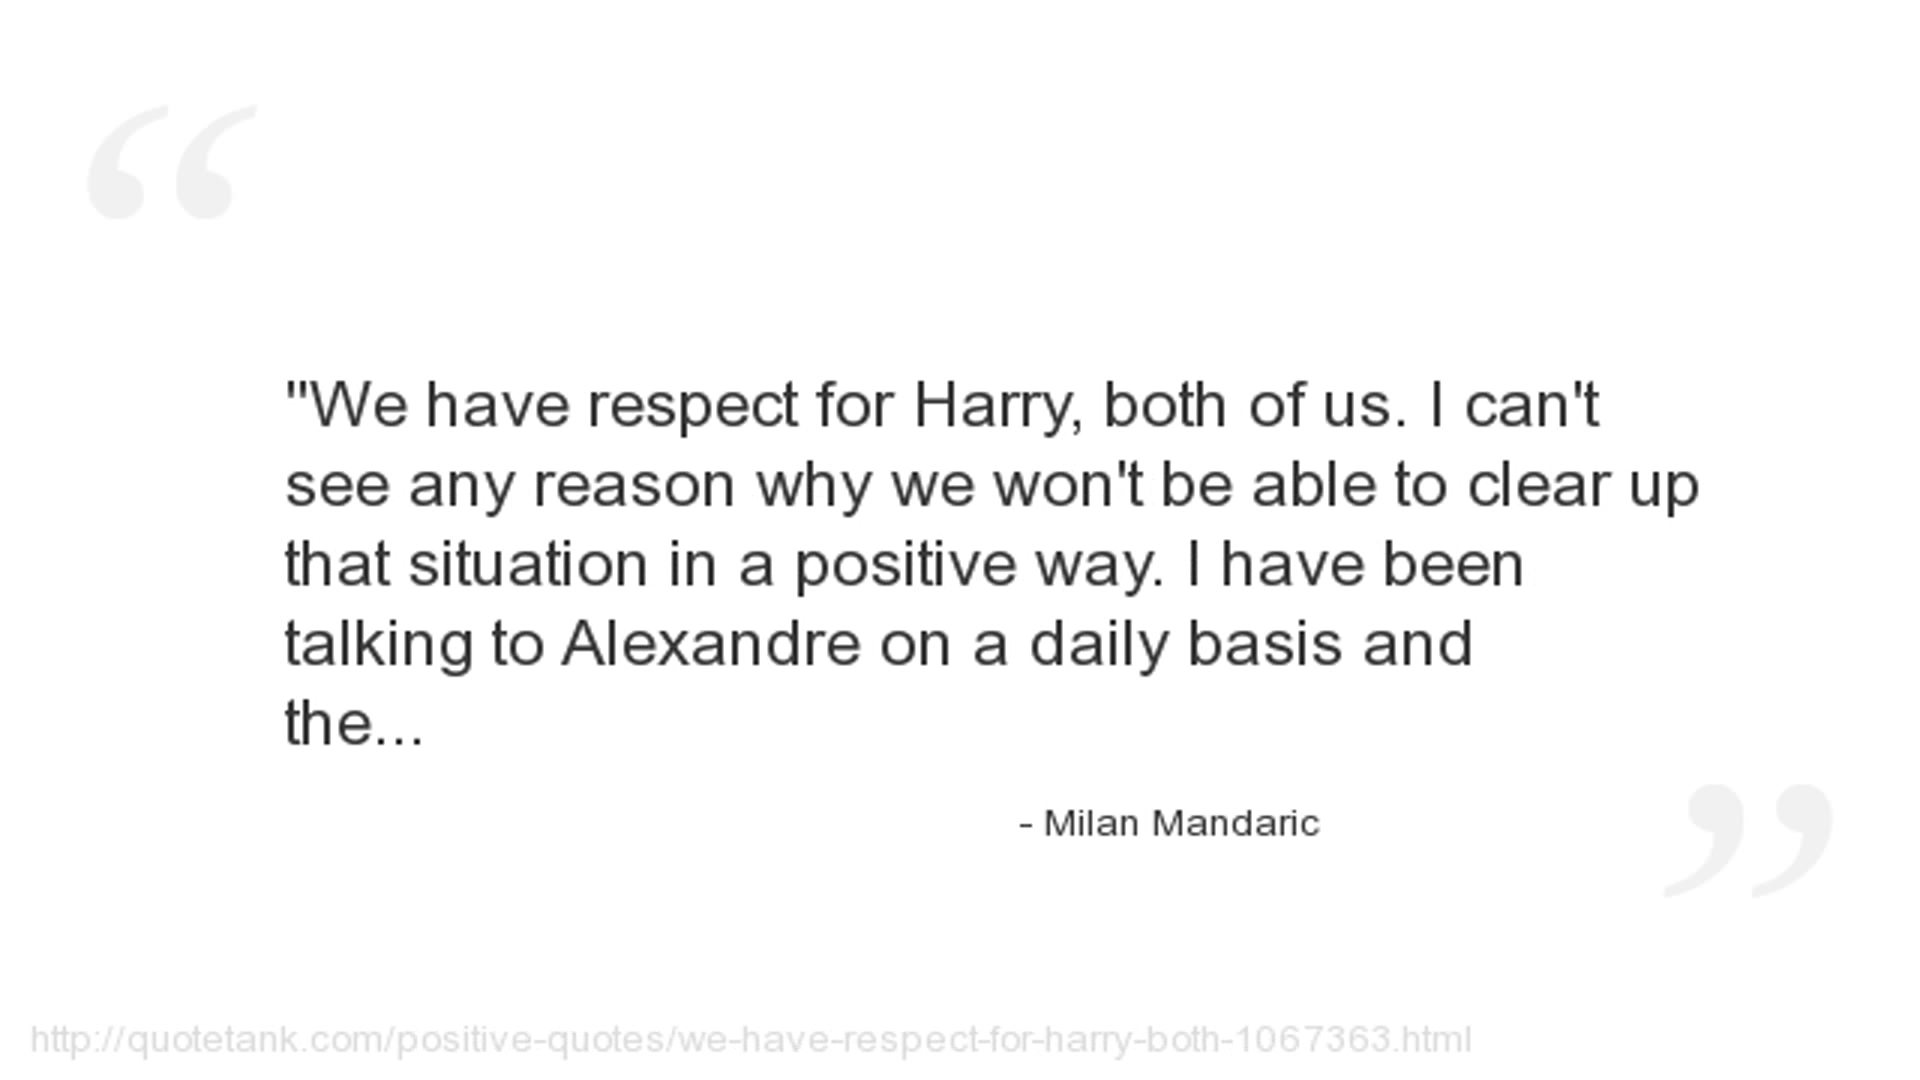 "We have respect for Harry, both of us. I can't
see any reason why we won't be able to clear up
that situation in a positive way. I have been
talking to Alexandre on a daily basis and
the...
- Milan Mandaric
http://quotetank.com/positive-quotes/we-have-respect-for-harry-both-1067363.html